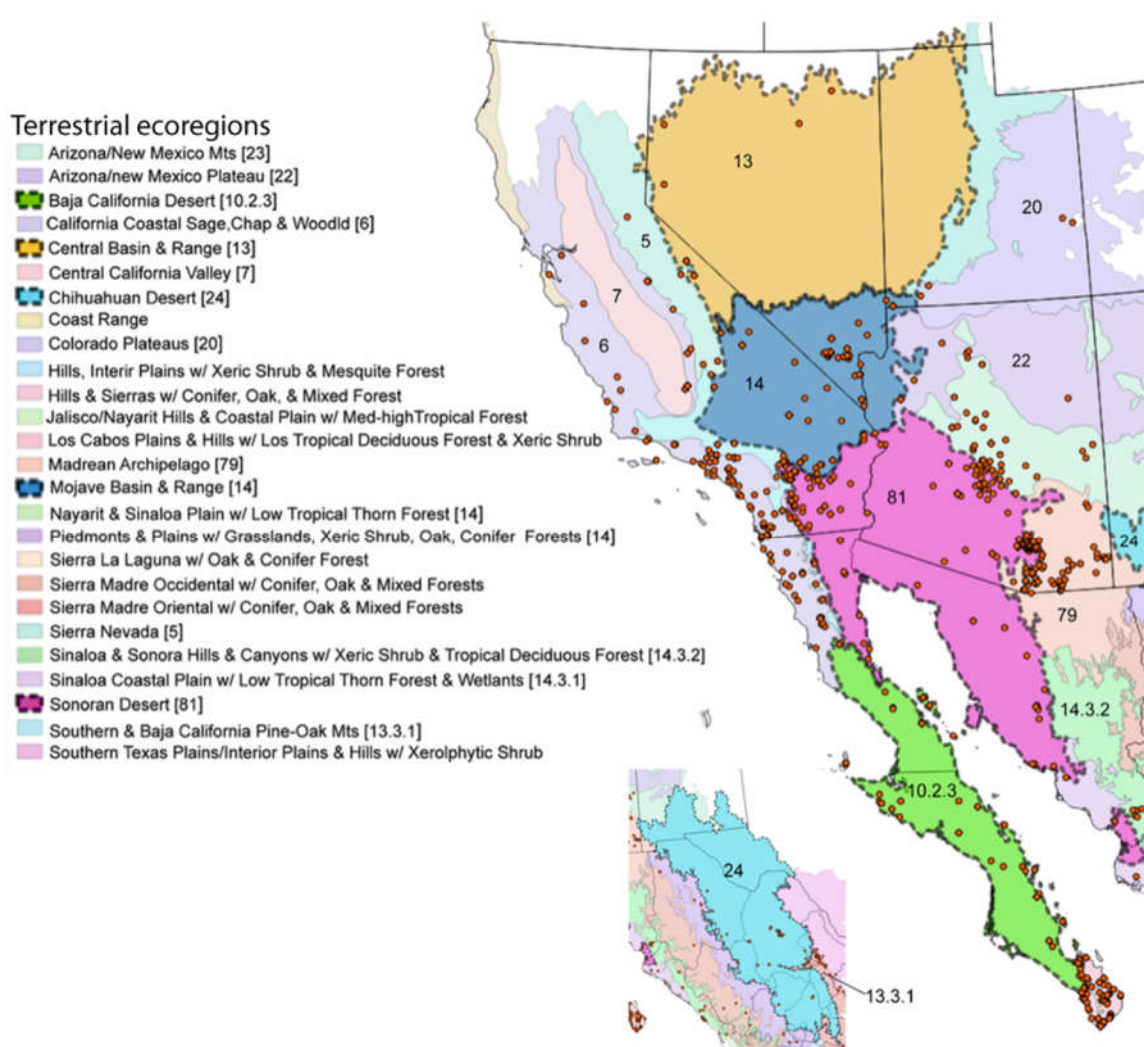 Terrestrial ecoregions
Arizona/New Mexico Mts [23]
Arizona/new Mexico Plateau [22]
Baja California Desert [10.2.3]
California Coastal Sage,Chap & Woodld [6]
Central Basin & Range [13]
Central California Valley [7]
Chihuahuan Desert [24]
Coast Range
Colorado Plateaus [20]
Hills, Interir Plains w/ Xeric Shrub & Mesquite Forest
Hills & Sierras w/ Conifer, Oak, & Mixed Forest
Jalisco/Nayarit Hills & Coastal Plain w/ Med-highTropical Forest
Los Cabos Plains & Hills w/ Los Tropical Deciduous Forest & Xeric Shrub
Madrean Archipelago [79]
Mojave Basin & Range [14]
Nayarit & Sinaloa Plain w/ Low Tropical Thorn Forest [14]
Piedmonts & Plains w/ Grasslands, Xeric Shrub, Oak, Conifer Forests [14]
Sierra La Laguna w/ Oak & Conifer Forest
Sierra Madre Occidental w/ Conifer, Oak & Mixed Forests
Sierra Madre Oriental w/ Conifer, Oak & Mixed Forests
Sierra Nevada [5]
Sinaloa & Sonora Hills & Canyons w/ Xeric Shrub & Tropical Deciduous Forest [14.3.2]
Sinaloa Coastal Plain w/ Low Tropical Thorn Forest & Wetlands [14.3.1]
Sonoran Desert [81]
Southern & Baja California Pine-Oak Mts [13.3.1]
Southern Texas Plains/Interior Plains & Hills w/ Xerolphytic Shrub
13
20
5
7
6
22
14
81
24
79
14.3.2
10.2.3
24
13.3.1